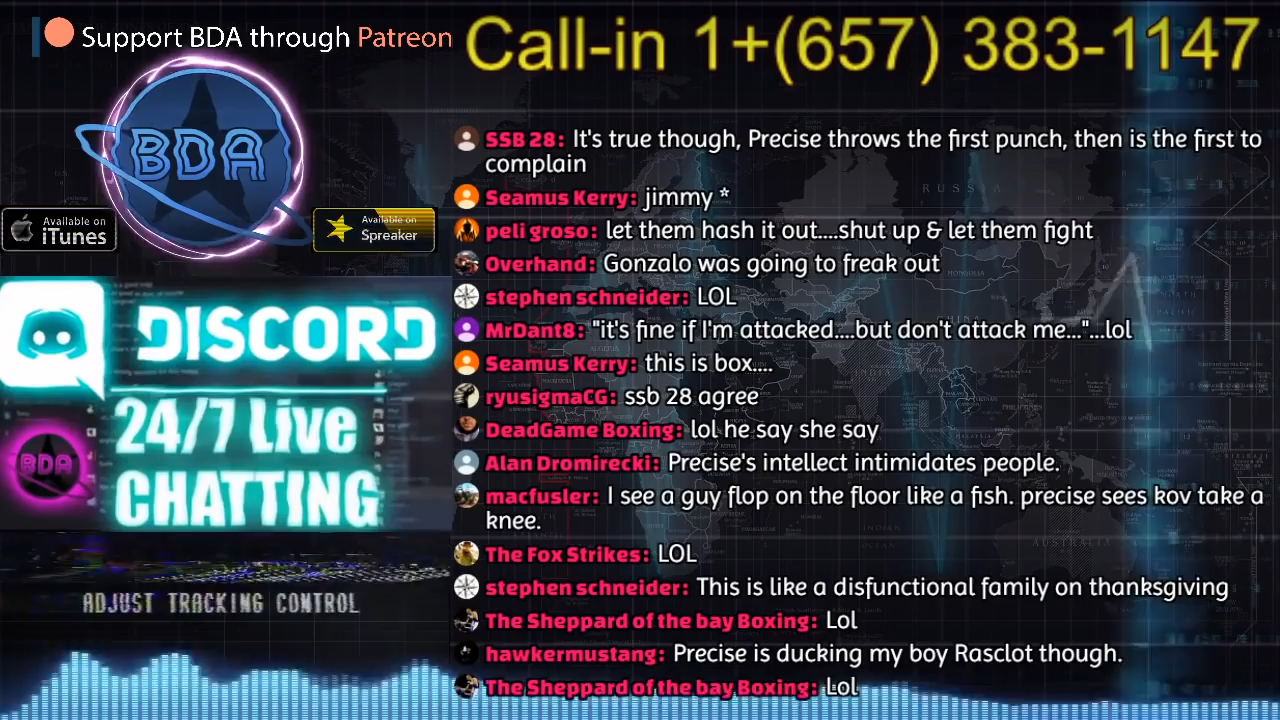 Support BDA through Patreon
Call-in 1+(657) 383-1147
BDA
Available on
iTunes
Available on
Spreaker
DISCORD
24/7 Live
CHATTING
BDA
ADJUST TRACKING CONTROL
SSB 28: It's true though, Precise throws the first punch, then is the first to
complain
Seamus Kerry: jimmy *
peli groso: let them hash it out....shut up & let them fight
Overhand: Gonzalo was going to freak out
stephen schneider: LOL
MrDant8: "it's fine if I'm attacked....but don't attack me..."...lol
Seamus Kerry: this is box....
ryusigmaCG: ssb 28 agree
DeadGame Boxing: lol he say she say
Alan Dromirecki: Precise's intellect intimidates people.
macfusler: I see a guy flop on the floor like a fish. precise sees kov take a
knee.
The Fox Strikes: LOL
stephen schneider: This is like a disfunctional family on thanksgiving
The Sheppard of the bay Boxing: Lol
hawkermustang: Precise is ducking my boy Rasclot though.
The Sheppard of the bay Boxing: Lol
RUSSIA
MONGOLIA
AUSTRALIA
INDIAN